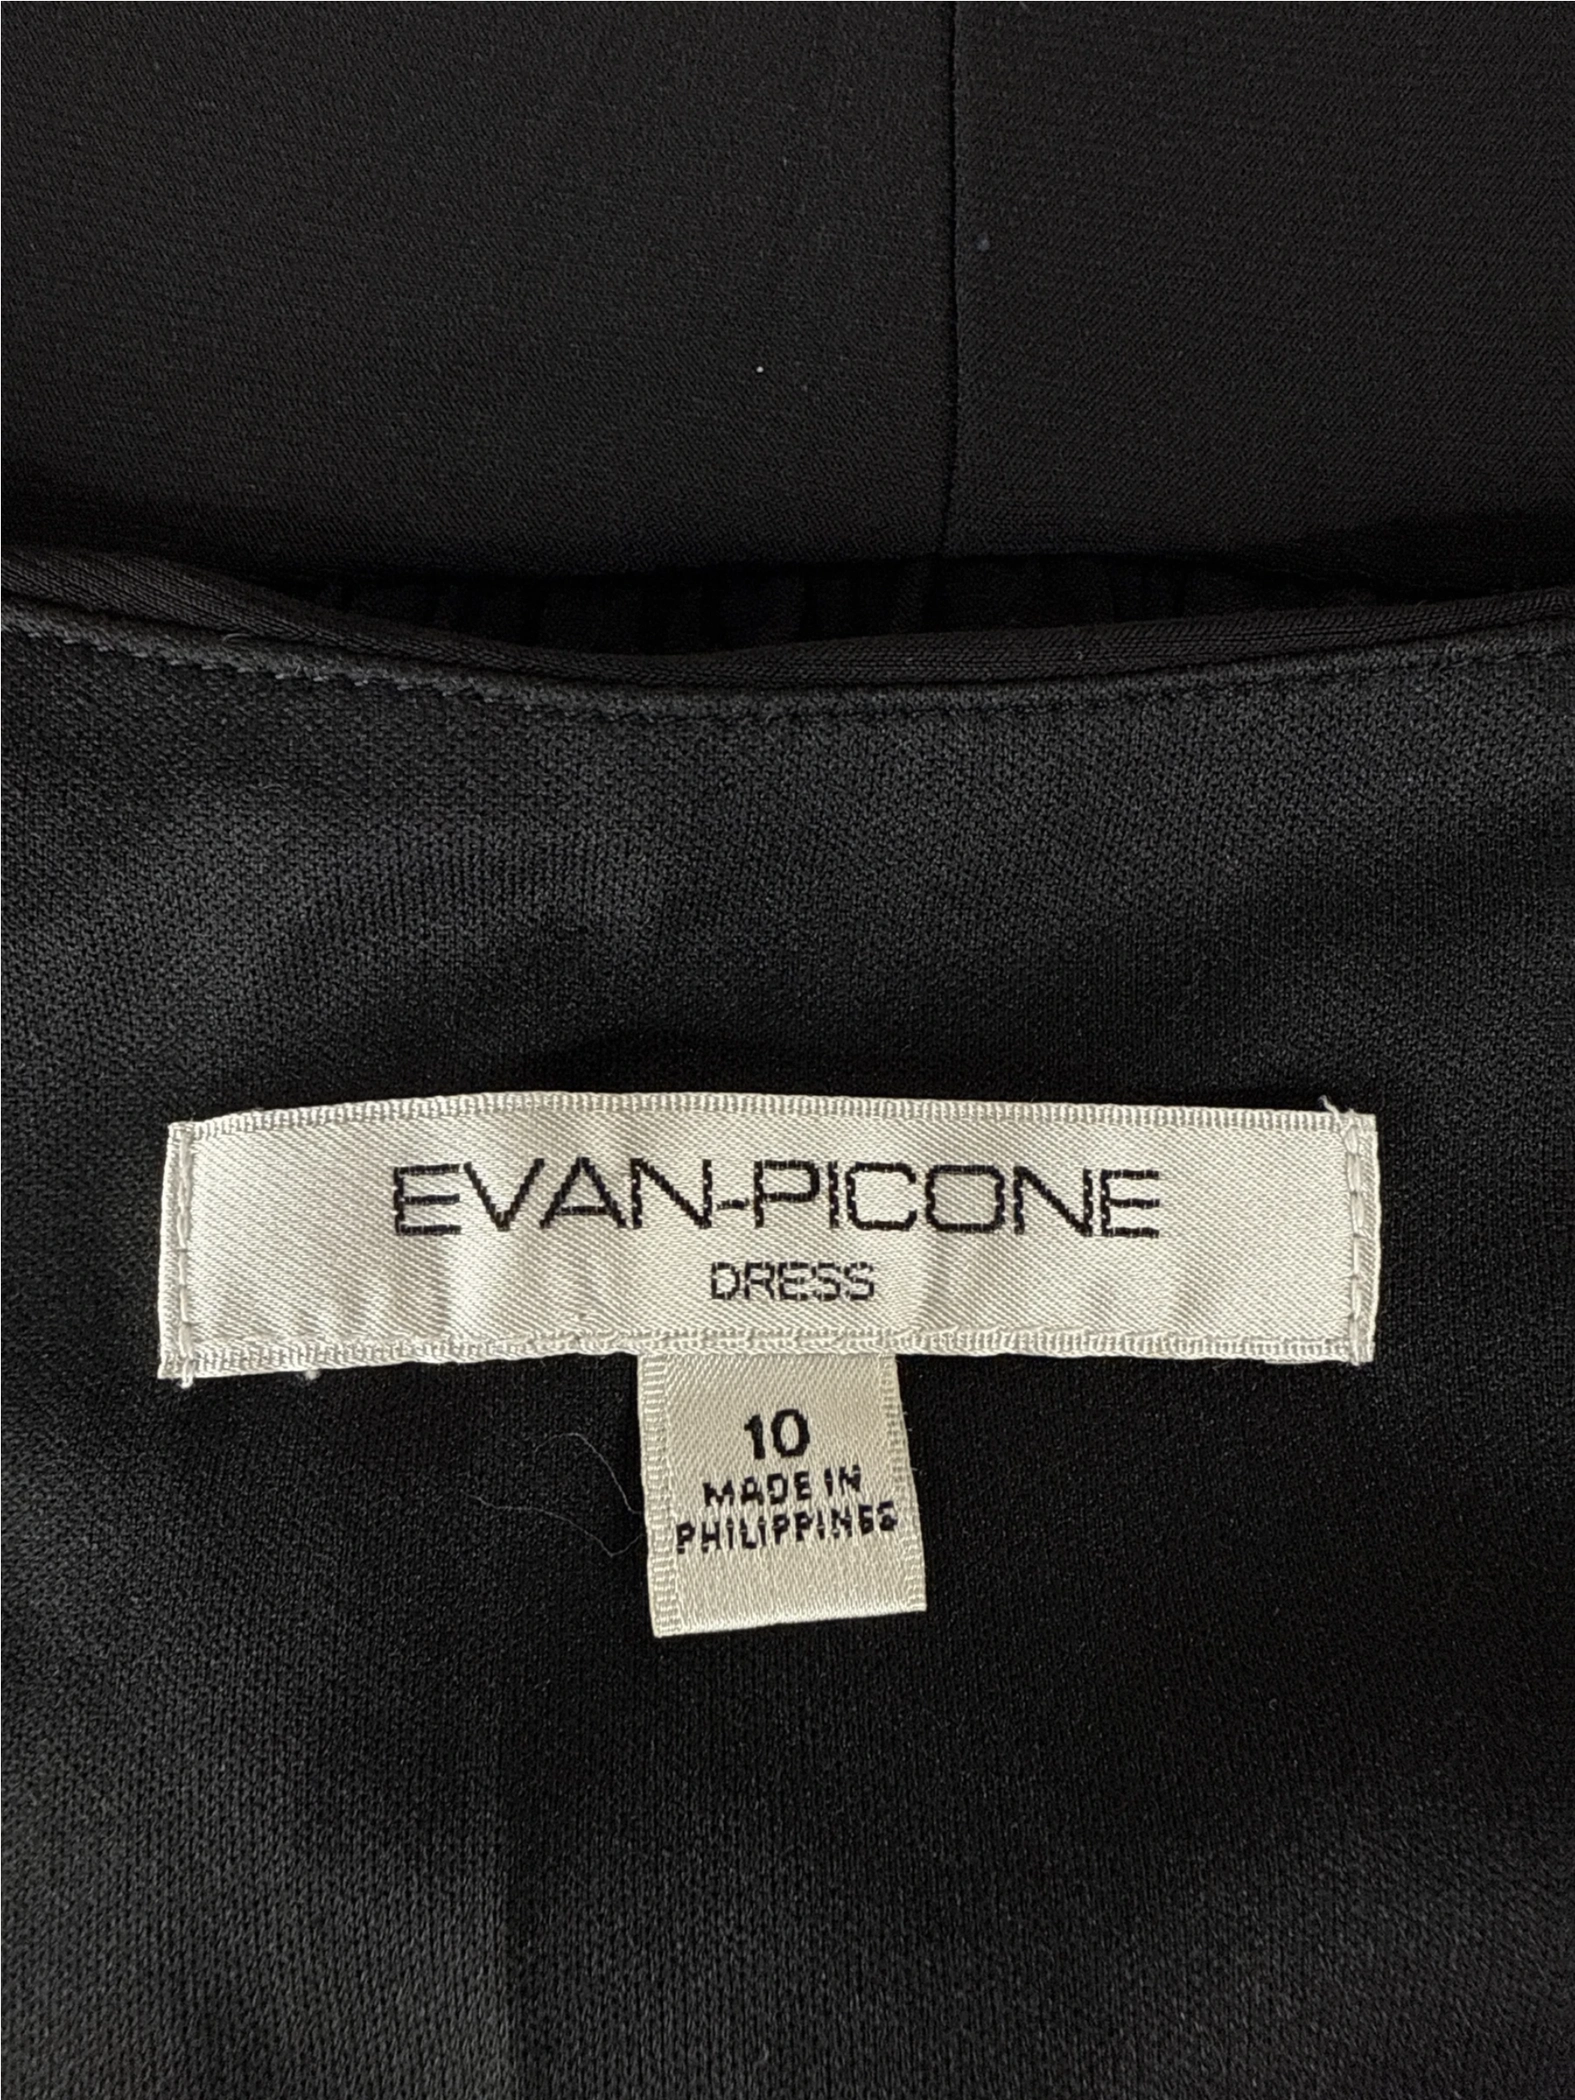 EVAN-PICONE
DRESS
10
MADE IN
PHILIPPINES